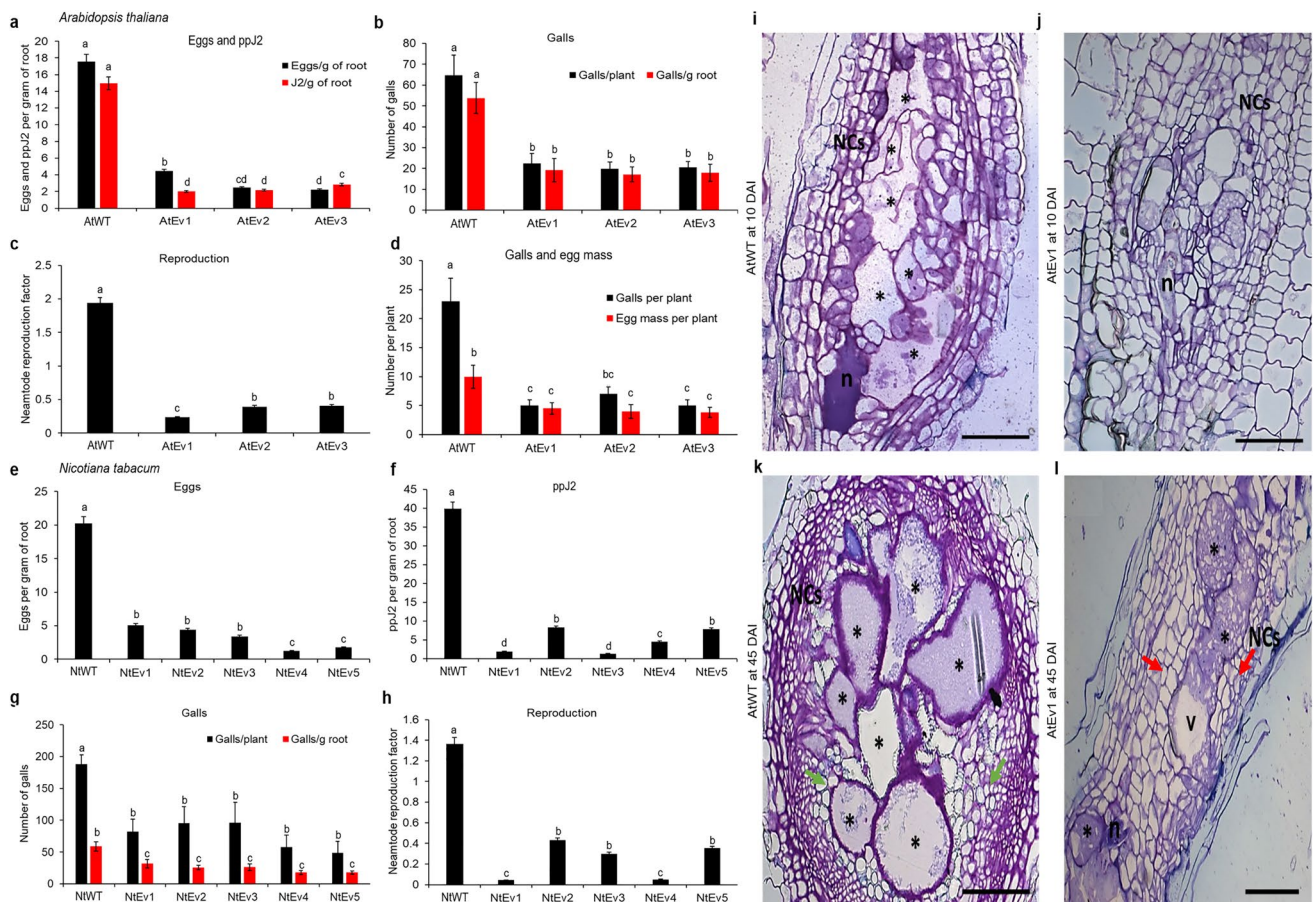 a
Arabidopsis thaliana
Eggs and ppJ2
Eggs and ppJ2 per gram of root
20
18
16
14
12
10
8
6
4
2
0
Eggs/g of root
J2/g of root
a
a
b
d
cd
d
d
c
AtWT
AtEv1
AtEv2
AtEv3
b
Galls
Number of galls
80
70
60
50
40
30
20
10
0
Galls/plant
Galls/g root
a
a
b
b
b
b
b
b
AtWT
AtEv1
AtEv2
AtEv3
c
Reproduction
Neamtode reproduction factor
2.5
2
1.5
1
0.5
0
a
c
b
b
AtWT
AtEv1
AtEv2
AtEv3
d
Galls and egg mass
Number per plant
30
25
20
15
10
5
0
Galls per plant
Egg mass per plant
a
b
c
c
bc
c
c
c
AtWT
AtEv1
AtEv2
AtEv3
e
Nicotiana tabacum
Eggs
Eggs per gram of root
25
20
15
10
5
0
a
b
b
b
c
c
NtWT
NtEv1
NtEv2
NtEv3
NtEv4
NtEv5
f
ppJ2
ppJ2 per gram of root
45
40
35
30
25
20
15
10
5
0
a
d
b
d
c
b
NtWT
NtEv1
NtEv2
NtEv3
NtEv4
NtEv5
g
Galls
Number of galls
250
200
150
100
50
0
Galls/plant
Galls/g root
a
b
b
c
b
c
b
c
b
c
b
c
NtWT
NtEv1
NtEv2
NtEv3
NtEv4
NtEv5
h
Reproduction
Neamtode reproduction factor
1.6
1.4
1.2
1
0.8
0.6
0.4
0.2
0
a
c
b
b
c
b
NtWT
NtEv1
NtEv2
NtEv3
NtEv4
NtEv5
i
AtWT at 10 DAI
NCs
*
*
*
*
*
*
n
j
AtEv1 at 10 DAI
NCs
n
k
AtWT at 45 DAI
NCs
*
*
*
*
*
*
*
l
AtEv1 at 45 DAI
*
*
NCs
V
*
n